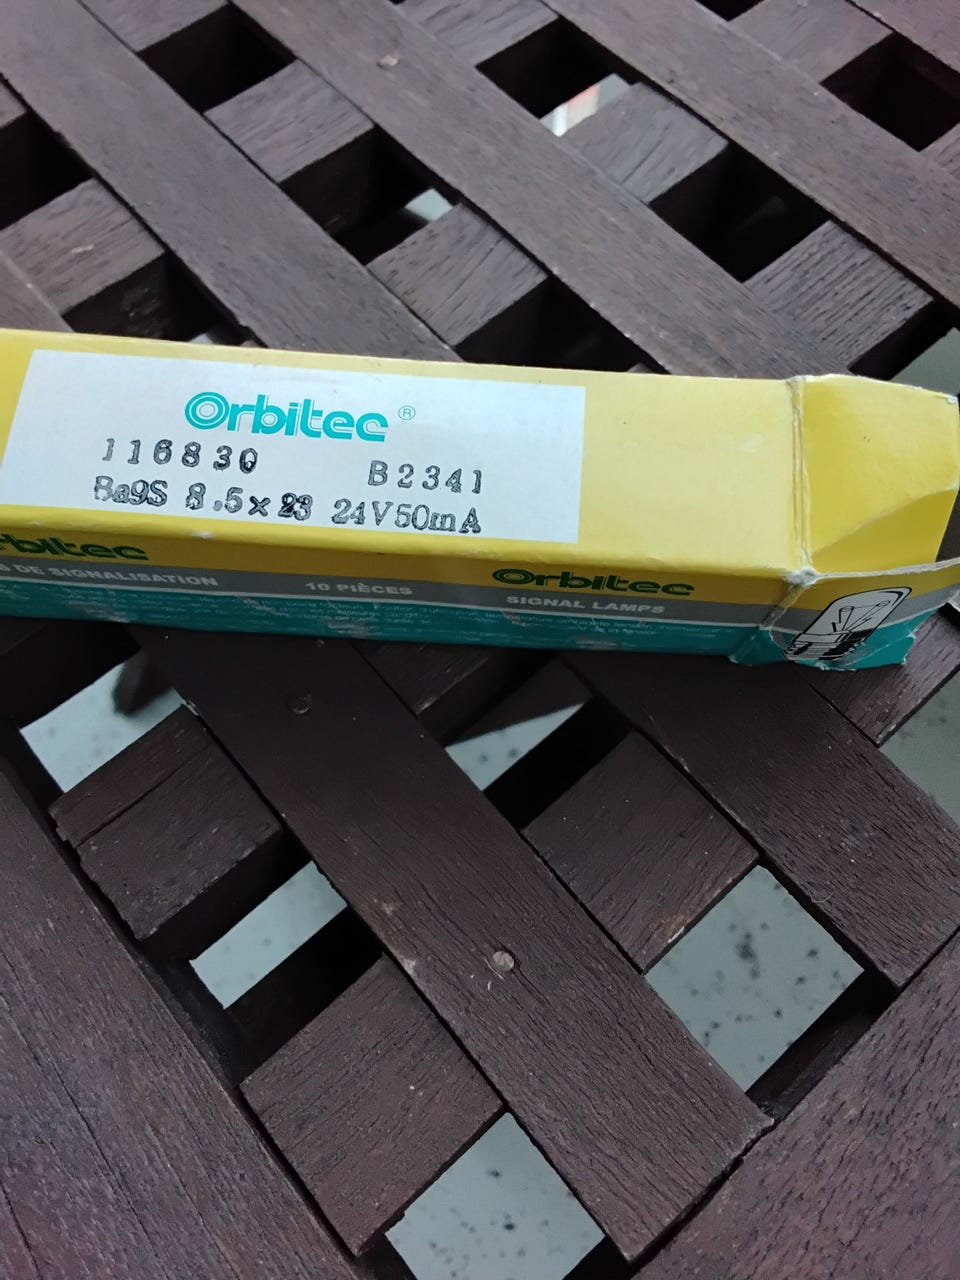 Orbitec ®
116830 B2341
Ba9S 8.5×23 24V50mA
Orbitec
DE SIGNALISATION 10 PIÈCES
Orbitec
SIGNAL LAMPS